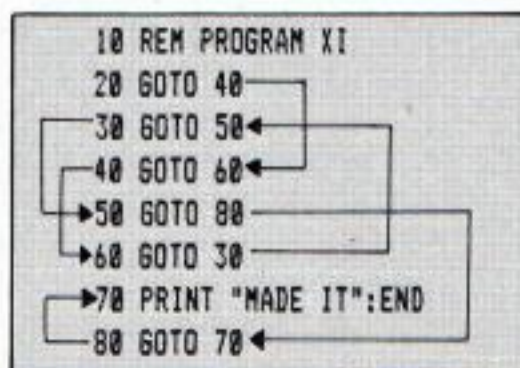 10 REM PROGRAM XI
20 GOTO 40
30 GOTO 50
40 GOTO 60
50 GOTO 80
60 GOTO 30
70 PRINT "MADE IT":END
80 GOTO 70